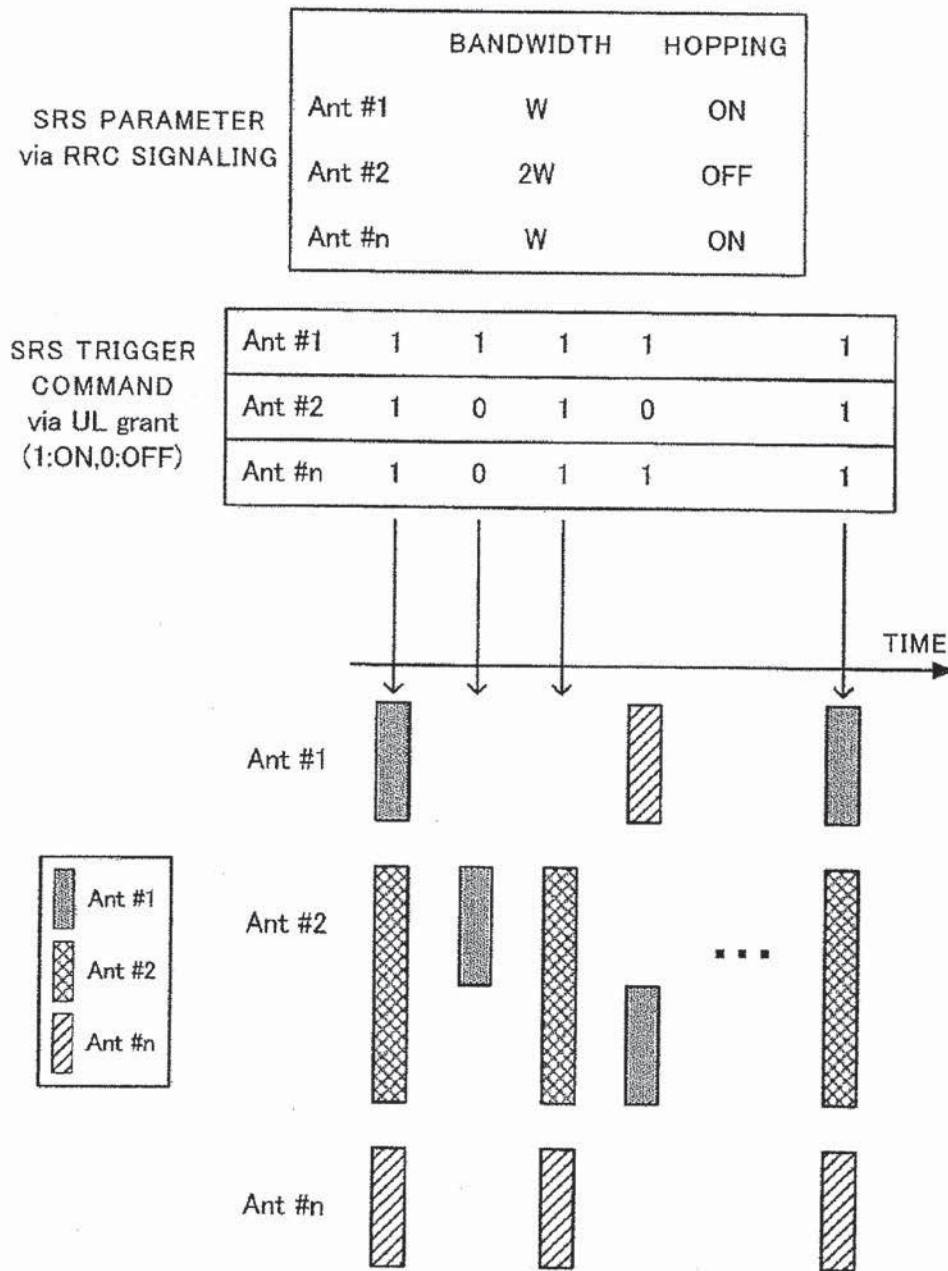 BANDWIDTH HOPPING
SRS PARAMETER
via RRC SIGNALING
Ant #1 W ON
Ant #2 2W OFF
Ant #n W ON
SRS TRIGGER
COMMAND
via UL grant
(1:ON,0:OFF)
Ant #1 1 1 1 1 1
Ant #2 1 0 1 0 1
Ant #n 1 0 1 1 1
TIME
Ant #1
Ant #2
Ant #n
Ant #1
Ant #2
...
Ant #n